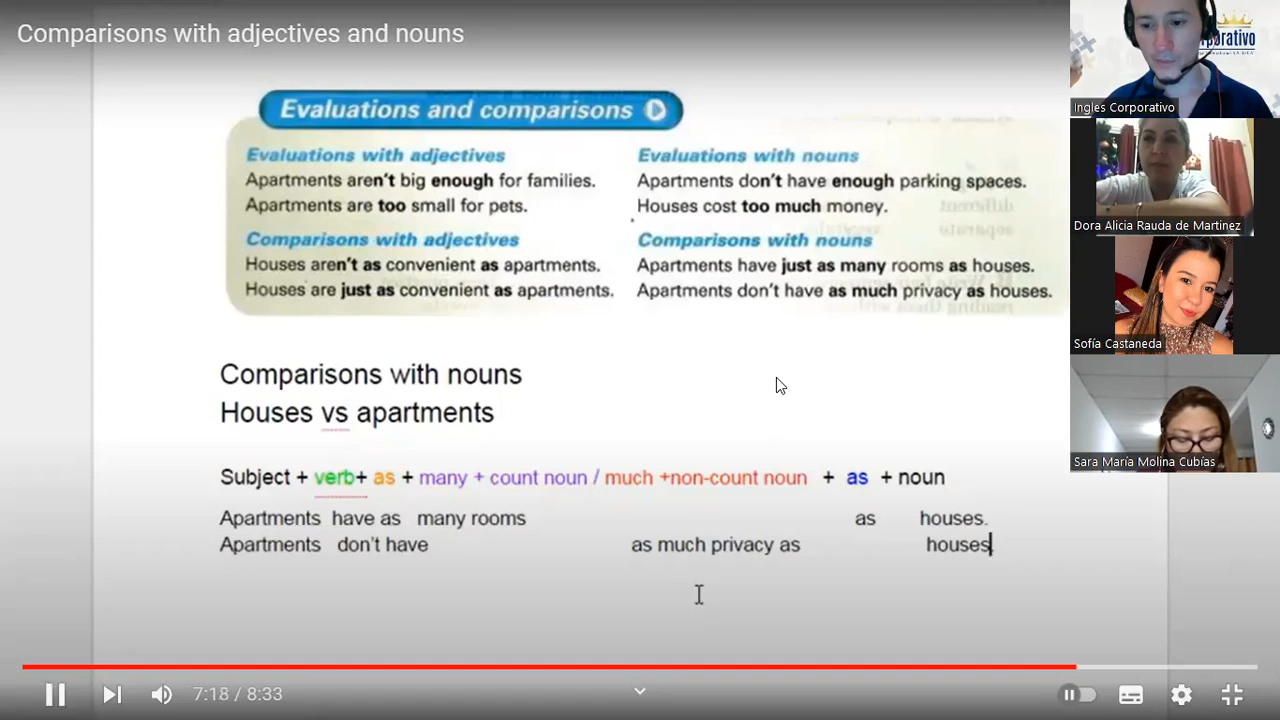 Comparisons with adjectives and nouns
Evaluations and comparisons
Evaluations with adjectives
Apartments aren't big enough for families.
Apartments are too small for pets.
Comparisons with adjectives
Houses aren't as convenient as apartments.
Houses are just as convenient as apartments.
Evaluations with nouns
Apartments don't have enough parking spaces.
Houses cost too much money.
Comparisons with nouns
Apartments have just as many rooms as houses.
Apartments don't have as much privacy as houses.
Comparisons with nouns
Houses vs apartments
Subject + verb+ as + many + count noun / much +non-count noun + as + noun
Apartments have as many rooms as houses.
Apartments don't have as much privacy as houses.
7:18 / 8:33
Ingles Corporativo
Dora Alicia Rauda de Martinez
Sofía Castaneda
Sara María Molina Cubías